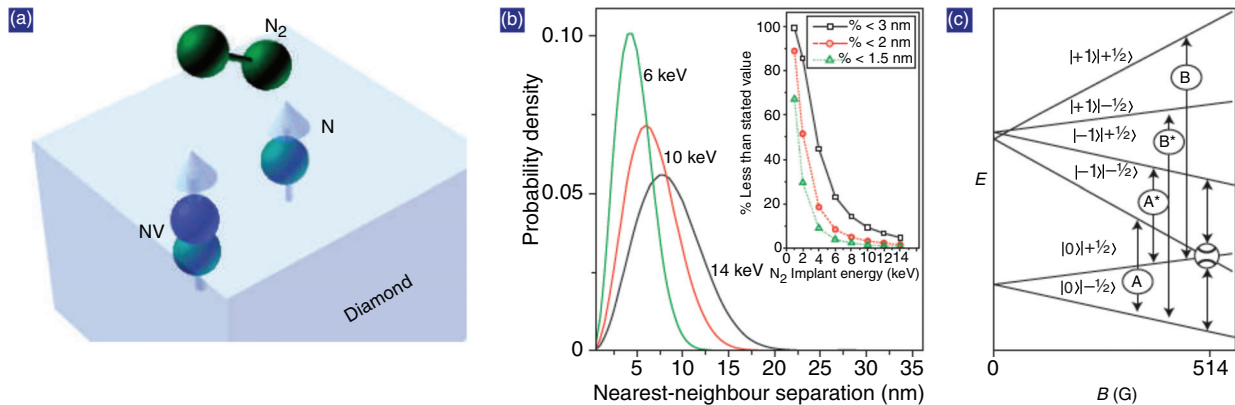 (a)
N2
N
NV
Diamond
(b)
Probability density
0.10
0.05
0
5 10 15 20 25 30 35
Nearest-neighbour separation (nm)
6 keV
10 keV
14 keV
% Less than stated value
100
80
60
40
20
0
0 2 4 6 8 10 12 14
N2 Implant energy (keV)
% < 3 nm
% < 2 nm
% < 1.5 nm
(c)
E
|+1⟩|+½⟩
|+1⟩|−½⟩
|−1⟩|+½⟩
|−1⟩|−½⟩
|0⟩|+½⟩
|0⟩|−½⟩
B
B*
A*
A
0
514
B (G)